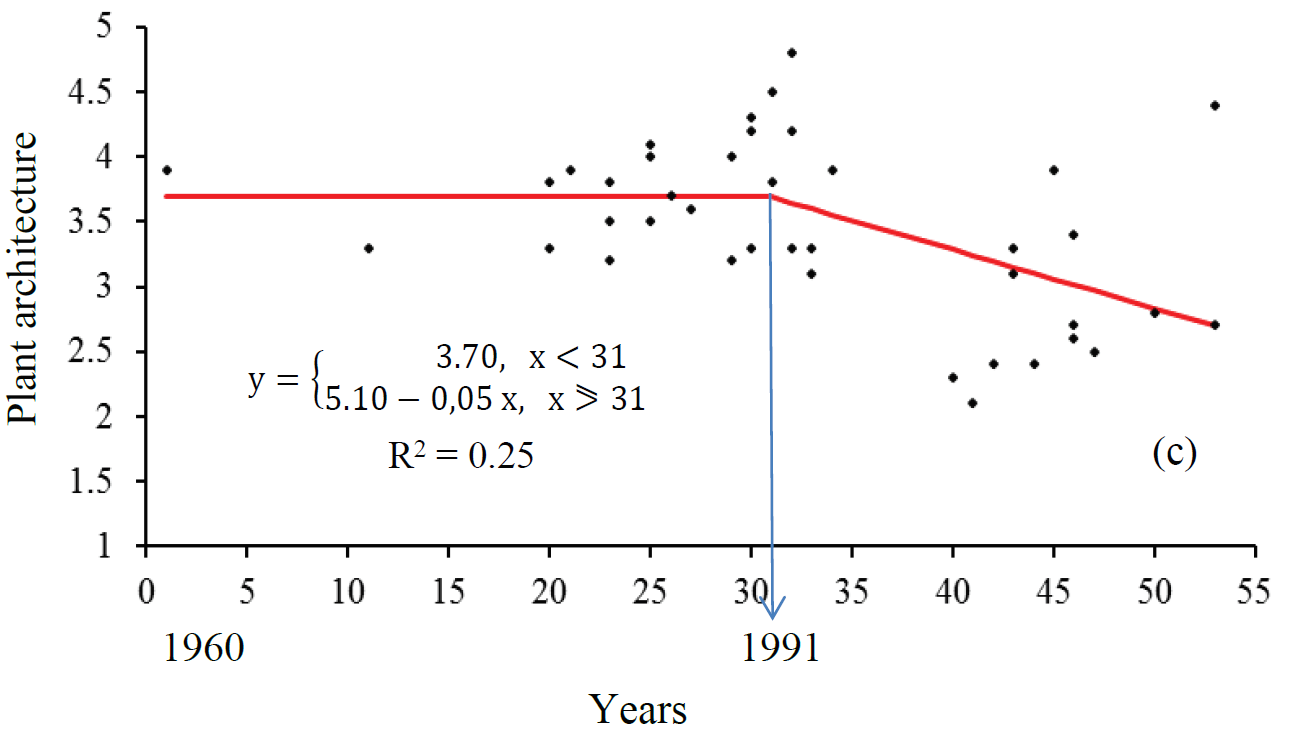 5
4.5
4
3.5
3
2.5
2
1.5
1
Plant architecture
y = { 3.70, x < 31
5.10 − 0,05 x, x ⩾ 31
R² = 0.25
(c)
0 5 10 15 20 25 30 35 40 45 50 55
1960 1991
Years